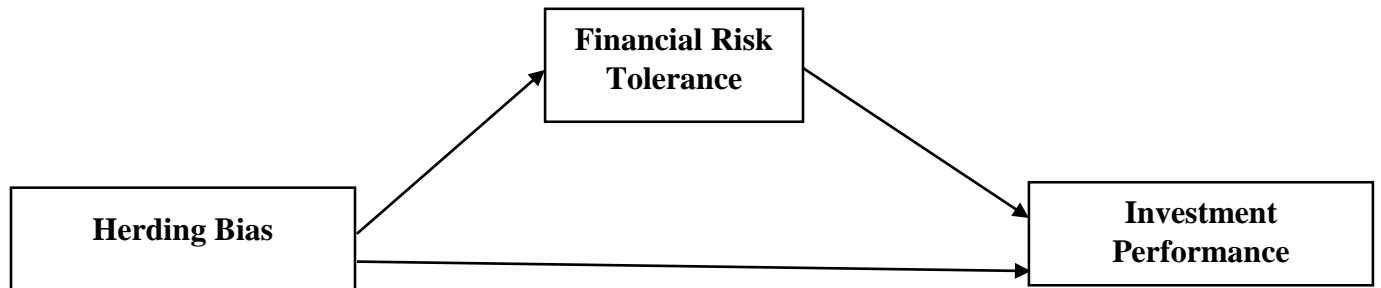 Financial Risk
Tolerance
Herding Bias
Investment
Performance